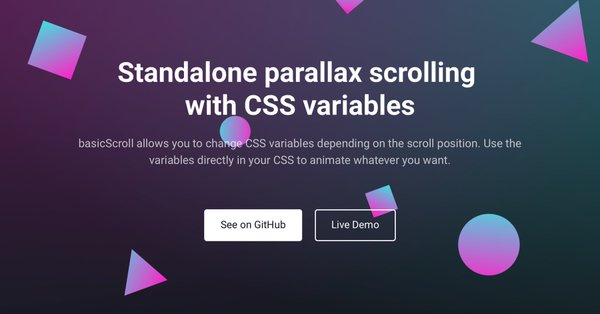 Standalone parallax scrolling
with CSS variables
basicScroll allows you to change CSS variables depending on the scroll position. Use the
variables directly in your CSS to animate whatever you want.
See on GitHub
Live Demo